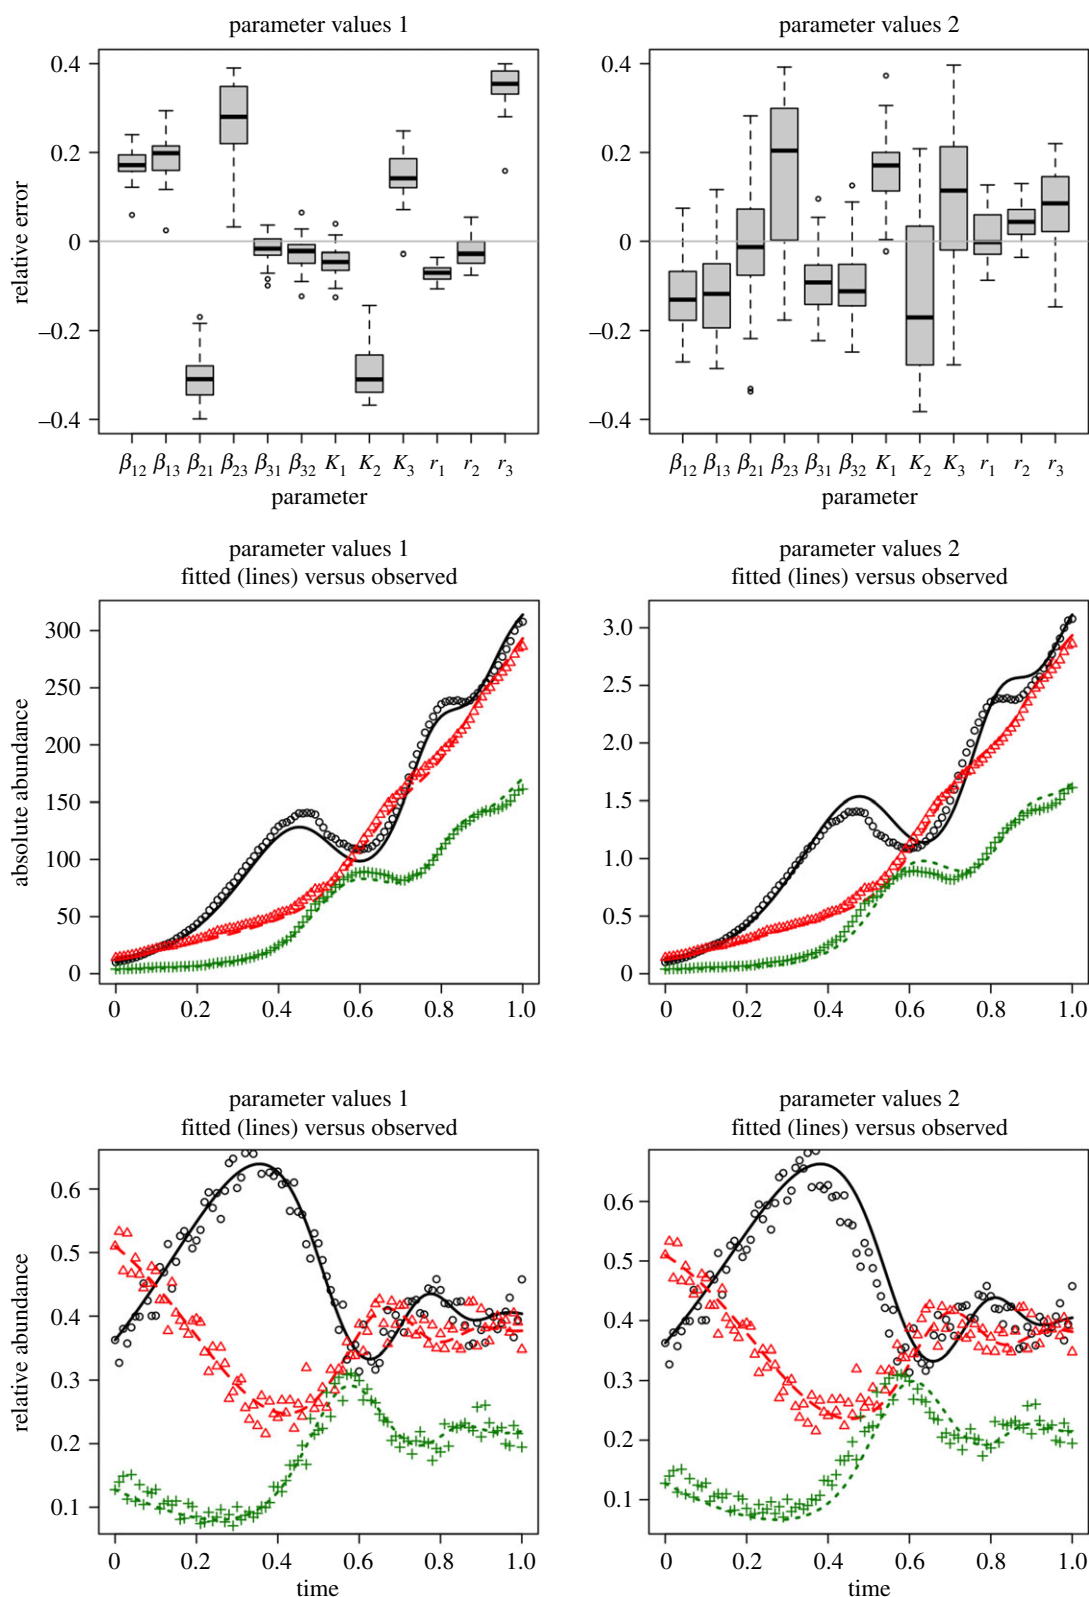 parameter values 1
parameter values 2
relative error
0.4
0.2
0
–0.2
–0.4
0.4
0.2
0
–0.2
–0.4
β12 β13 β21 β23 β31 β32 K1 K2 K3 r1 r2 r3
β12 β13 β21 β23 β31 β32 K1 K2 K3 r1 r2 r3
parameter
parameter
parameter values 1
fitted (lines) versus observed
parameter values 2
fitted (lines) versus observed
absolute abundance
300
250
200
150
100
50
0
3.0
2.5
2.0
1.5
1.0
0.5
0
0 0.2 0.4 0.6 0.8 1.0
0 0.2 0.4 0.6 0.8 1.0
parameter values 1
fitted (lines) versus observed
parameter values 2
fitted (lines) versus observed
relative abundance
0.6
0.5
0.4
0.3
0.2
0.1
0.6
0.5
0.4
0.3
0.2
0.1
0 0.2 0.4 0.6 0.8 1.0
0 0.2 0.4 0.6 0.8 1.0
time
time